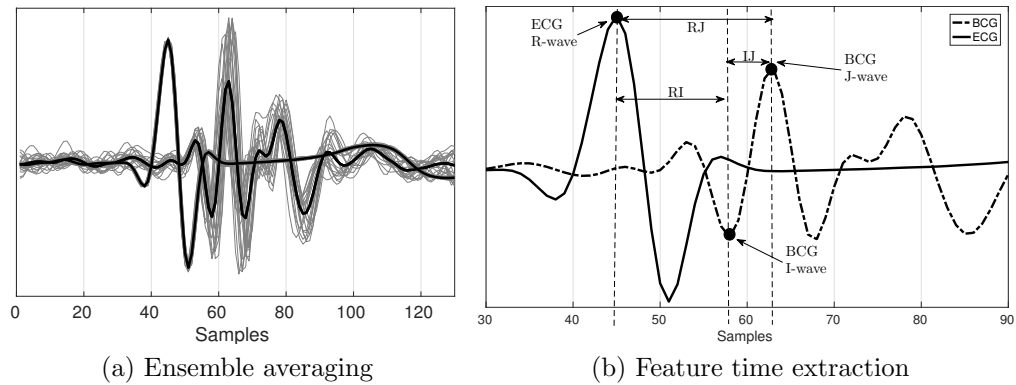 0
20
40
60
80
100
120
Samples
(a) Ensemble averaging
ECG
R-wave
RJ
IJ
RI
BCG
J-wave
BCG
I-wave
BCG
ECG
30
40
50
60
70
80
90
Samples
(b) Feature time extraction